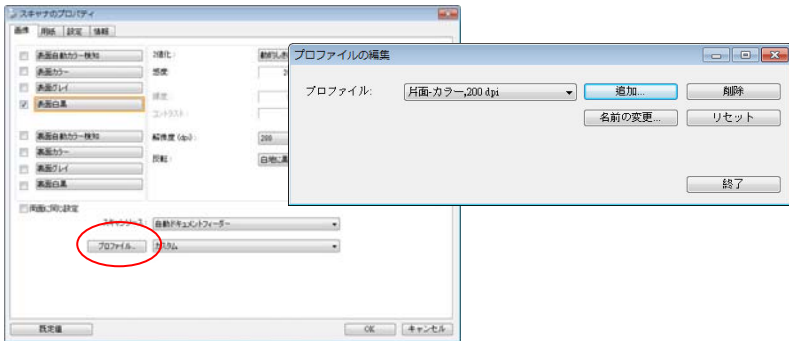 スキャナのプロパティ
画像 用紙 設定 情報
表面自動カラー検知
表面カラー
表面グレイ
表面白黒
裏面自動カラー検知
裏面カラー
裏面グレイ
裏面白黒
2値化:
感度:
輝度:
コントラスト:
解像度 (dpi):
200
反転:
両面に同じ設定
スキャンソース: 自動ドキュメントフィーダー
プロファイル... カスタム
既定値 OK キャンセル
プロファイルの編集
プロファイル: 片面-カラー,200 dpi 追加... 削除
名前の変更... リセット
終了